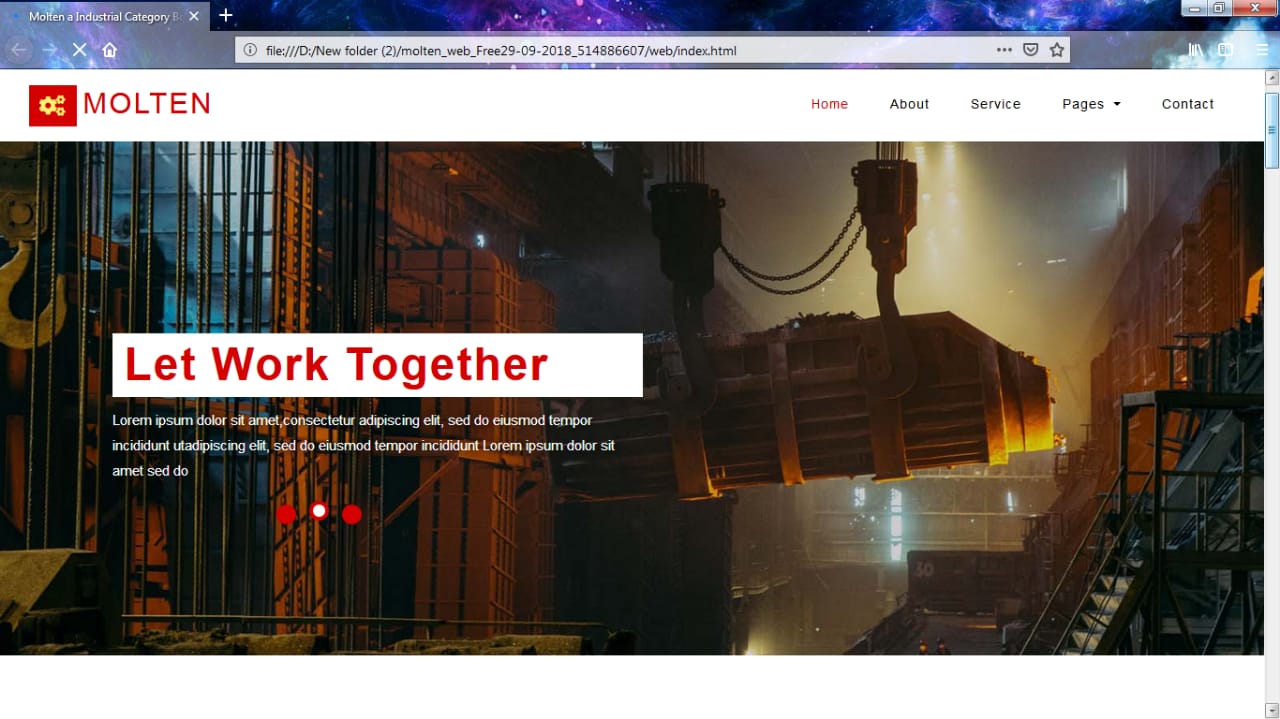 Molten a Industrial Category B
file:///D:/New folder (2)/molten_web_Free29-09-2018_514886607/web/index.html
MOLTEN
Home About Service Pages Contact
Let Work Together
Lorem ipsum dolor sit amet,consectetur adipiscing elit, sed do eiusmod tempor
incididunt utadipiscing elit, sed do eiusmod tempor incididunt Lorem ipsum dolor sit
amet sed do
30